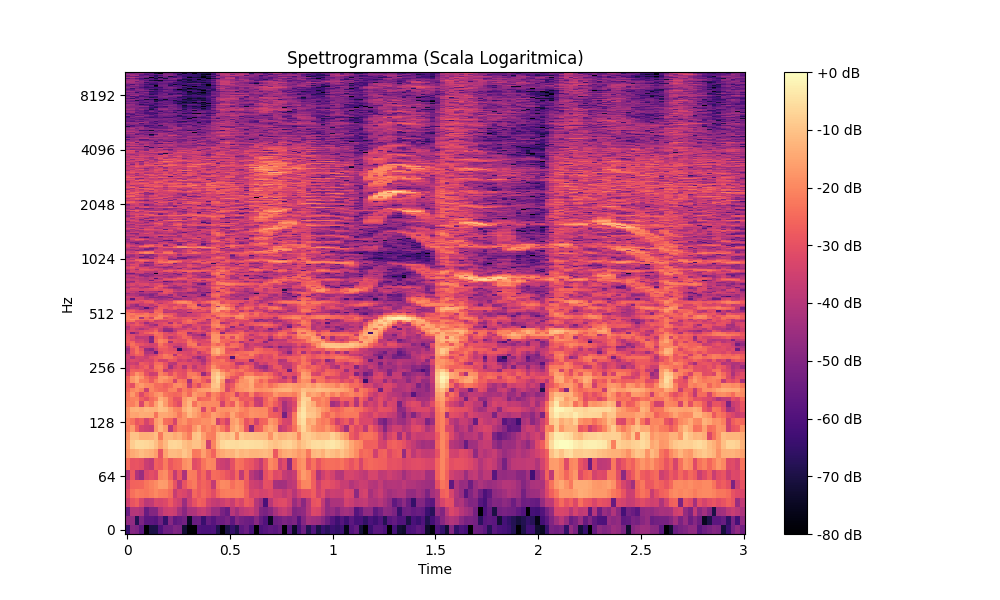 Spettrogramma (Scala Logaritmica)
8192
4096
2048
1024
512
256
128
64
0
Hz
0
0.5
1
1.5
2
2.5
3
Time
+0 dB
-10 dB
-20 dB
-30 dB
-40 dB
-50 dB
-60 dB
-70 dB
-80 dB